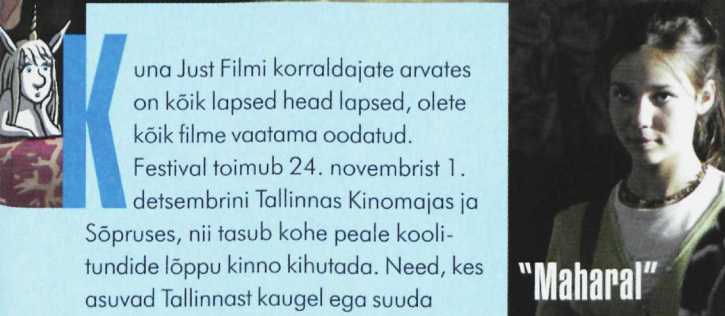 Kuna Just Filmi korraldajate arvates
on kõik lapsed head lapsed, olete
kõik filme vaatama oodatud.
Festival toimub 24. novembrist 1.
detsembrini Tallinnas Kinomajas ja
Sõpruses, nii tasub kohe peale kooli-
tundide lõppu kinno kihutada. Need, kes
asuvad Tallinnast kaugel ega suuda
"Maharal"